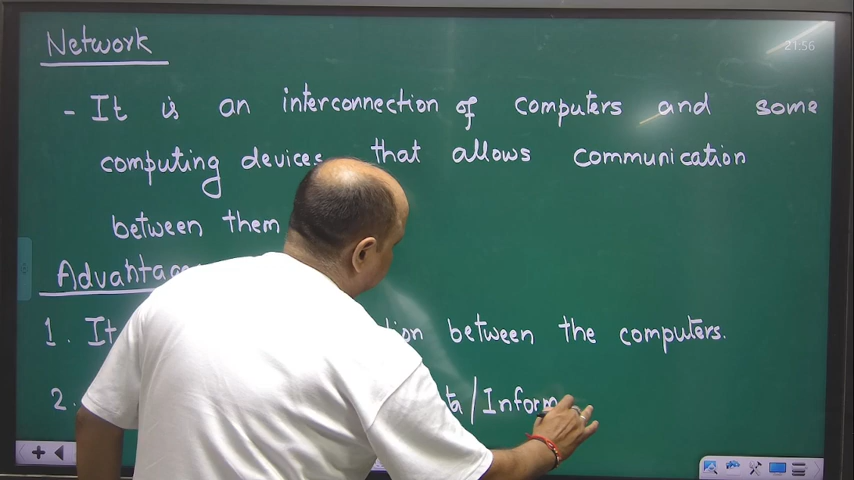 Network
21:56
- It is an interconnection of computers and some
computing devices that allows communication
between them
1. It between the computers.
2. /Inform